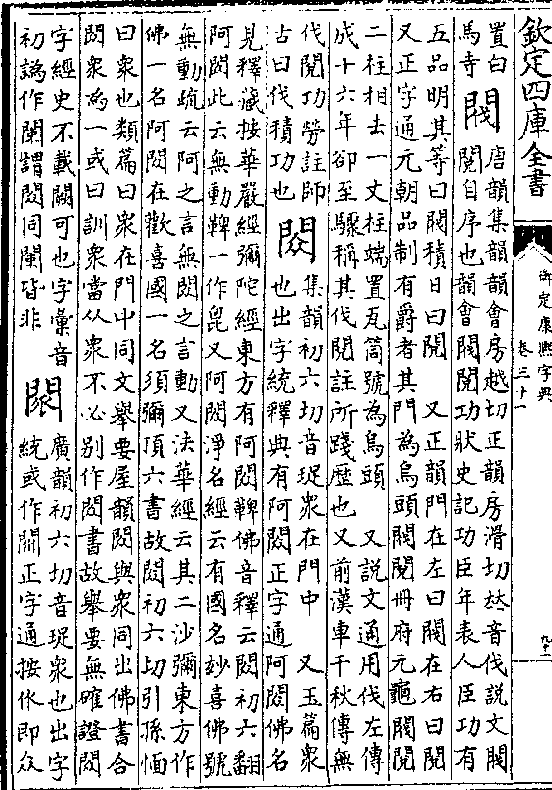 欽定四庫全書
御定康熙字典
卷三十一
置白
馬寺
閥
唐韻集韻韻會房越切正韻房滑切𠀤音伐說文閥
閱自序也韻會閥閱功狀史記功臣年表人臣功有
五品明其等曰閥積日曰閱　又正韻門在左曰閥在右曰閱
又正字通元朝品制有爵者其門為烏頭閥閱冊府元龜閥閱
二柱相去一丈柱端置瓦筒號為烏頭　又說文通用伐左傳
成十六年卻至驟稱其伐閱註所踐歴也　又前漢車千秋傳無
伐閱功勞註師
古曰伐積功也
閦
集韻初六切音珿衆在門中　又玉篇衆
也出字統釋典有阿閦正字通阿閦佛名
見釋藏按華嚴經彌陀經東方有阿閦鞞佛音釋云閦初六翻
阿閦此云無動鞞一作毘又阿閦淨名經云有國名妙喜佛號
無動疏云阿之言無閦之言動又法華經云其二沙彌東方作
佛一名阿閦在歡喜國一名須彌頂六書故閦初六切引孫愐
曰衆也類篇曰衆在門中同文舉要屋韻閦與衆同出佛書合
閦衆為一或曰訓衆當从衆不必别作閦書故舉要無確證閦
字經史不載闕可也字彙音
初譌作闌謂閦同闌皆非
廣韻初六切音珿衆也出字
統或作正字通按㐺即众